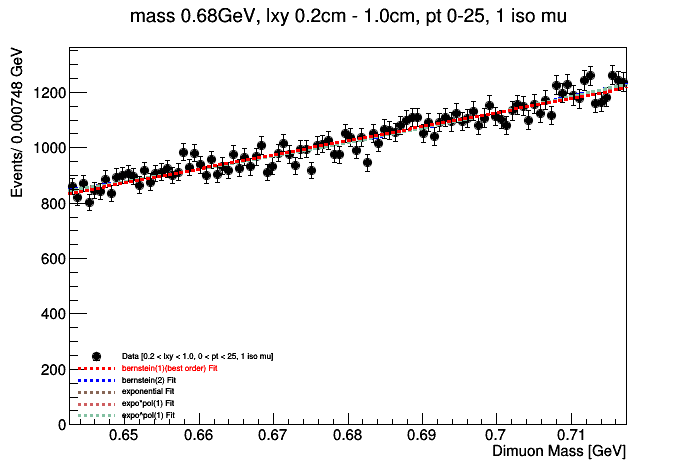 mass 0.68GeV, lxy 0.2cm - 1.0cm, pt 0-25, 1 iso mu
Events/ 0.000748 GeV
1200
1000
800
600
400
200
0
Data [0.2 < lxy < 1.0, 0 < pt < 25, 1 iso mu]
bernstein(1)(best order) Fit
bernstein(2) Fit
exponential Fit
expo*pol(1) Fit
expo^pol(1) Fit
0.65 0.66 0.67 0.68 0.69 0.7 0.71
Dimuon Mass [GeV]